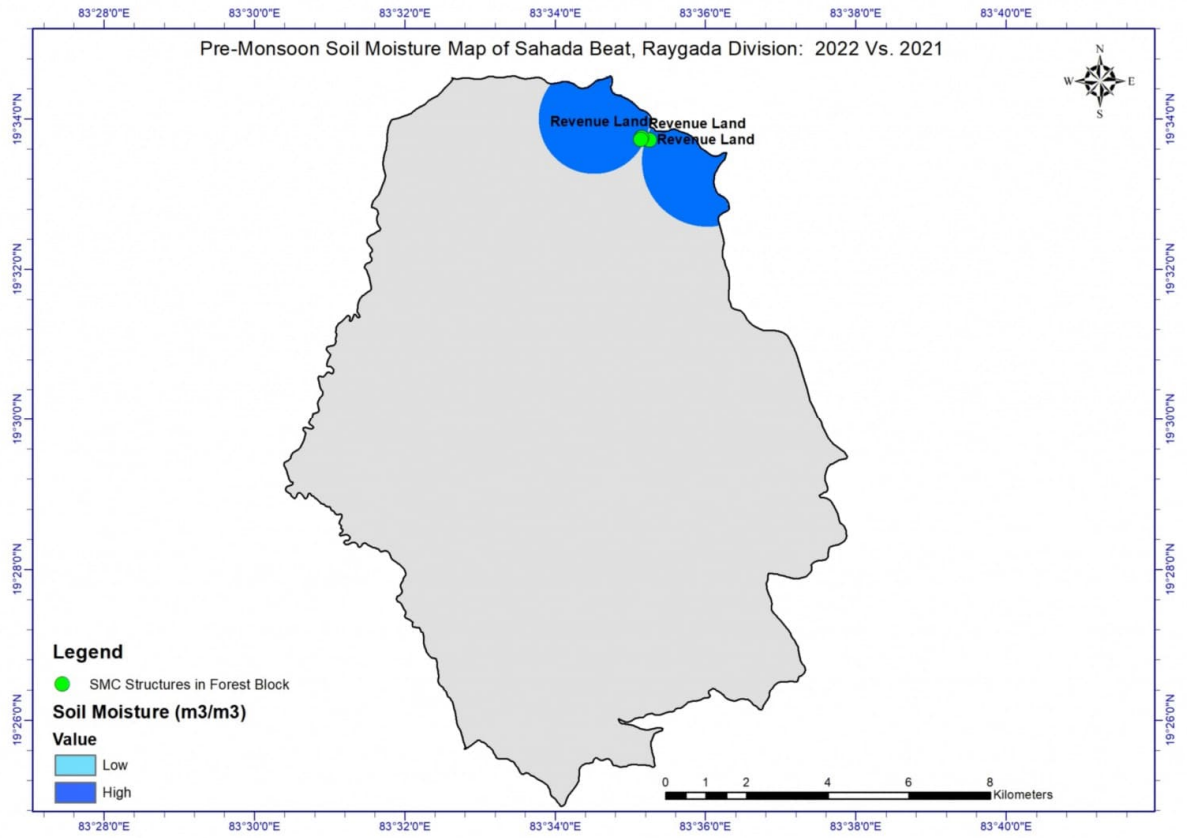 83°28'0"E 83°30'0"E 83°32'0"E 83°34'0"E 83°36'0"E 83°38'0"E 83°40'0"E
Pre-Monsoon Soil Moisture Map of Sahada Beat, Raygada Division: 2022 Vs. 2021
N
W E
S
19°34'0"N 19°34'0"N
Revenue Land Revenue Land
Revenue Land
19°32'0"N 19°32'0"N
19°30'0"N 19°30'0"N
19°28'0"N 19°28'0"N
19°26'0"N 19°26'0"N
Legend
SMC Structures in Forest Block
Soil Moisture (m3/m3)
Value
Low
High
0 1 2 4 6 8
Kilometers
83°28'0"E 83°30'0"E 83°32'0"E 83°34'0"E 83°36'0"E 83°38'0"E 83°40'0"E